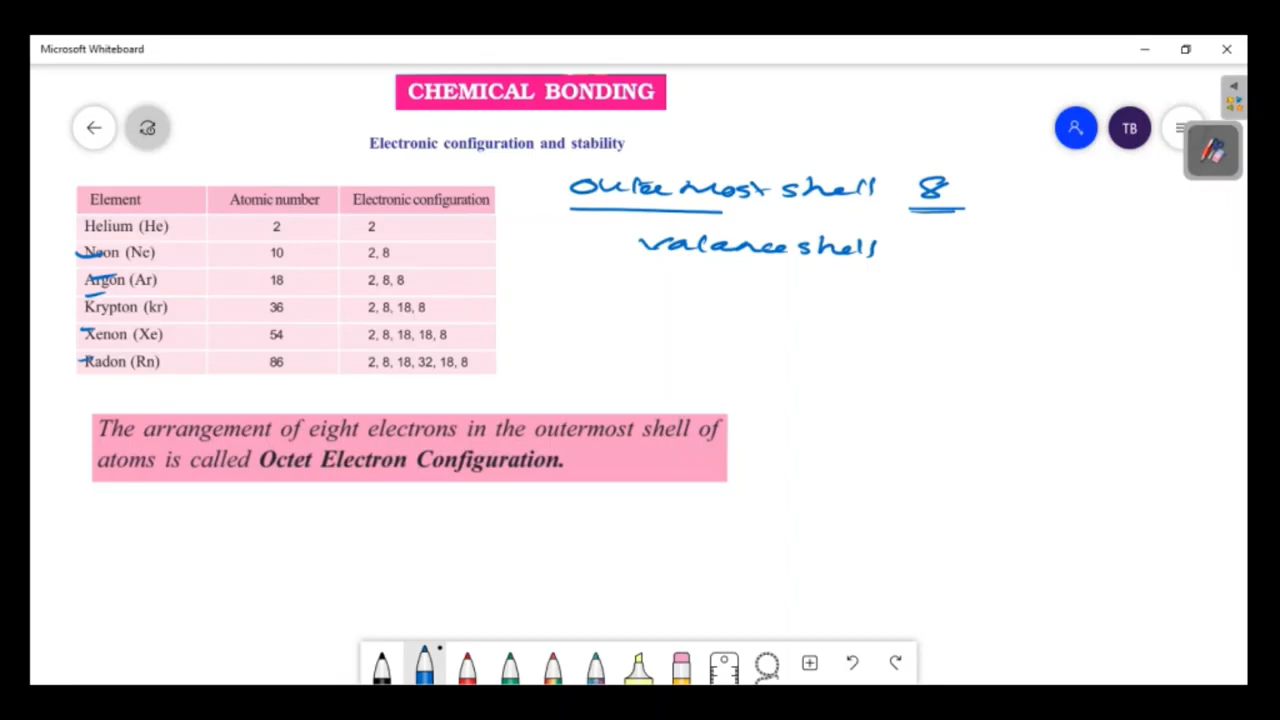 Microsoft Whiteboard
CHEMICAL BONDING
Electronic configuration and stability
TB
outer most shell 8
valance shell
Element Atomic number Electronic configuration
Helium (He) 2 2
Neon (Ne) 10 2, 8
Argon (Ar) 18 2, 8, 8
Krypton (kr) 36 2, 8, 18, 8
Xenon (Xe) 54 2, 8, 18, 18, 8
Radon (Rn) 86 2, 8, 18, 32, 18, 8
The arrangement of eight electrons in the outermost shell of
atoms is called Octet Electron Configuration.